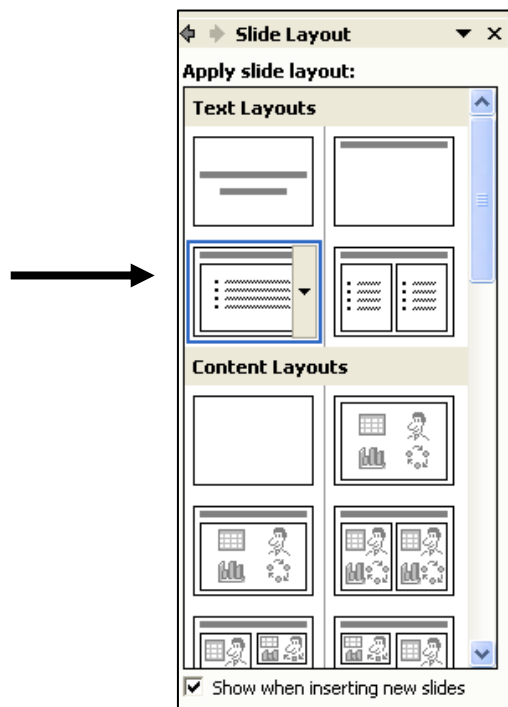 Slide Layout
Apply slide layout:
Text Layouts
Content Layouts
Show when inserting new slides